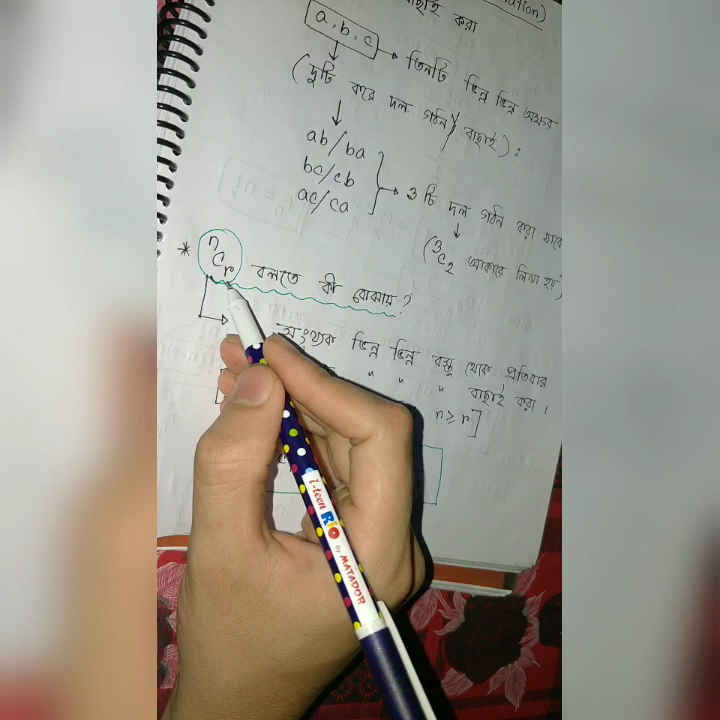 বাছাই করা
a, b, c → তিনটি ভিন্ন ভিন্ন অক্ষর
(দুটি করে দল গঠন / বাছাই) :
ab/ba
bc/cb
ac/ca
→ ৩ টি দল গঠন করা যাবে
(³C₂ আকারে লিখা হয়)
* ⁿCᵣ বলতে কী বোঝায় ?
সংখ্যক ভিন্ন ভিন্ন বস্তু থেকে প্রতিবার
" " " বাছাই করা ।
n ≥ r]
i-teen RIO by MATADOR